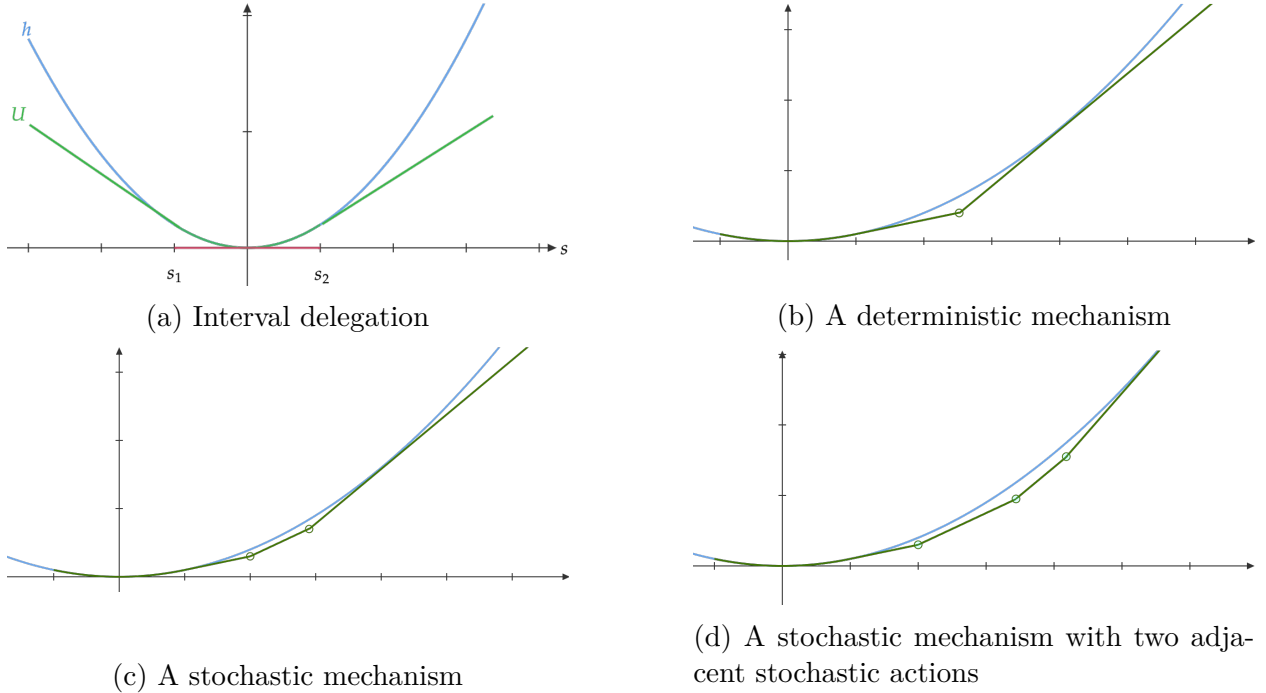 h
U
s
s₁
s₂
(a) Interval delegation
(b) A deterministic mechanism
(c) A stochastic mechanism
(d) A stochastic mechanism with two adja-
cent stochastic actions